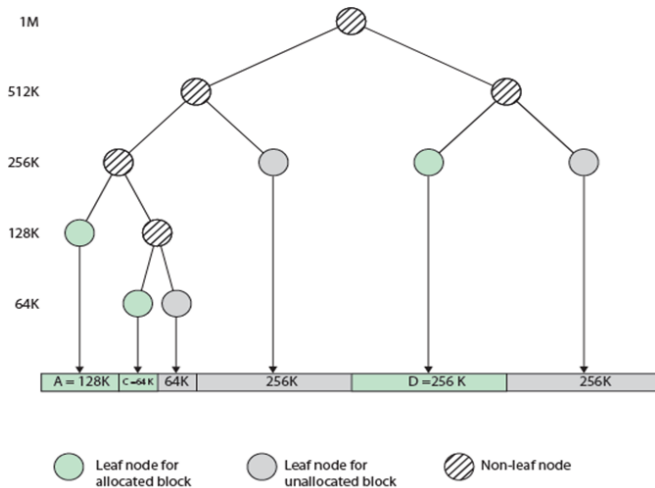 1M
512K
256K
128K
64K
A = 128K C =64 K 64K 256K D =256 K 256K
Leaf node for
allocated block
Leaf node for
unallocated block
Non-leaf node